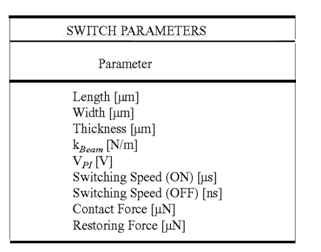 SWITCH PARAMETERS
Parameter
Length [µm]
Width [µm]
Thickness [µm]
k_Beam [N/m]
V_PI [V]
Switching Speed (ON) [µs]
Switching Speed (OFF) [ns]
Contact Force [µN]
Restoring Force [µN]